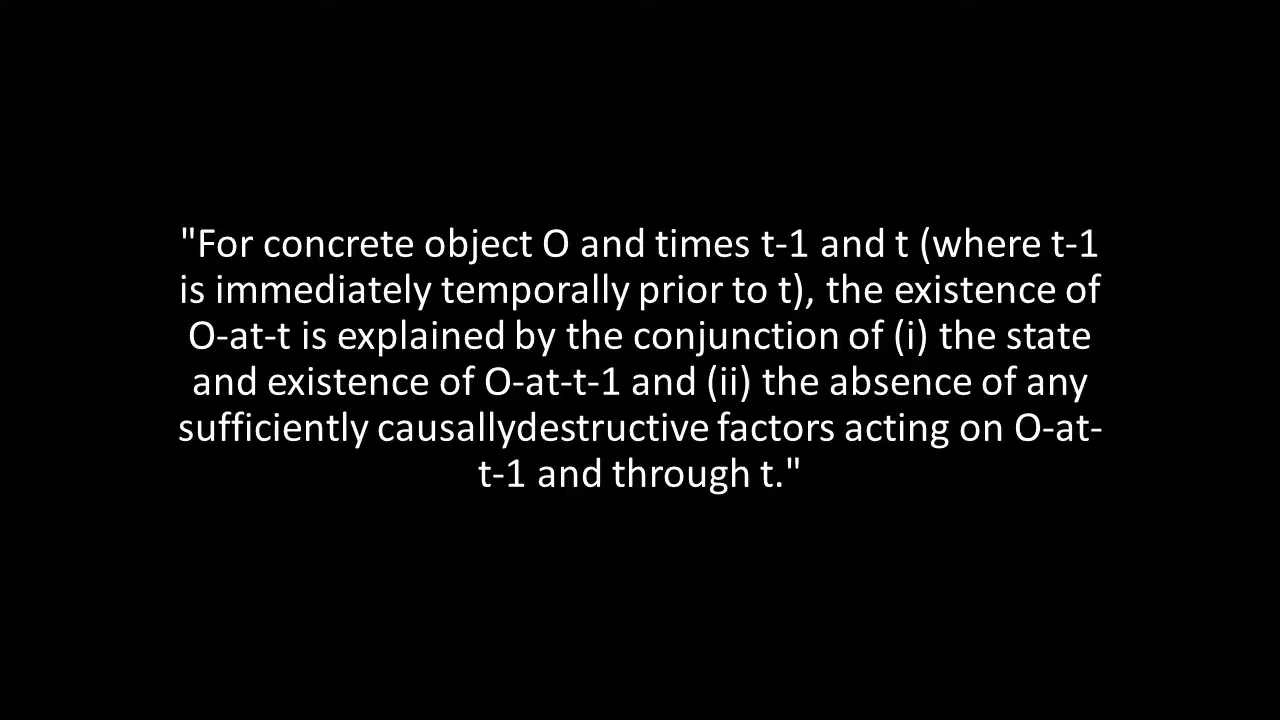 "For concrete object O and times t-1 and t (where t-1
is immediately temporally prior to t), the existence of
O-at-t is explained by the conjunction of (i) the state
and existence of O-at-t-1 and (ii) the absence of any
sufficiently causallydestructive factors acting on O-at-
t-1 and through t."